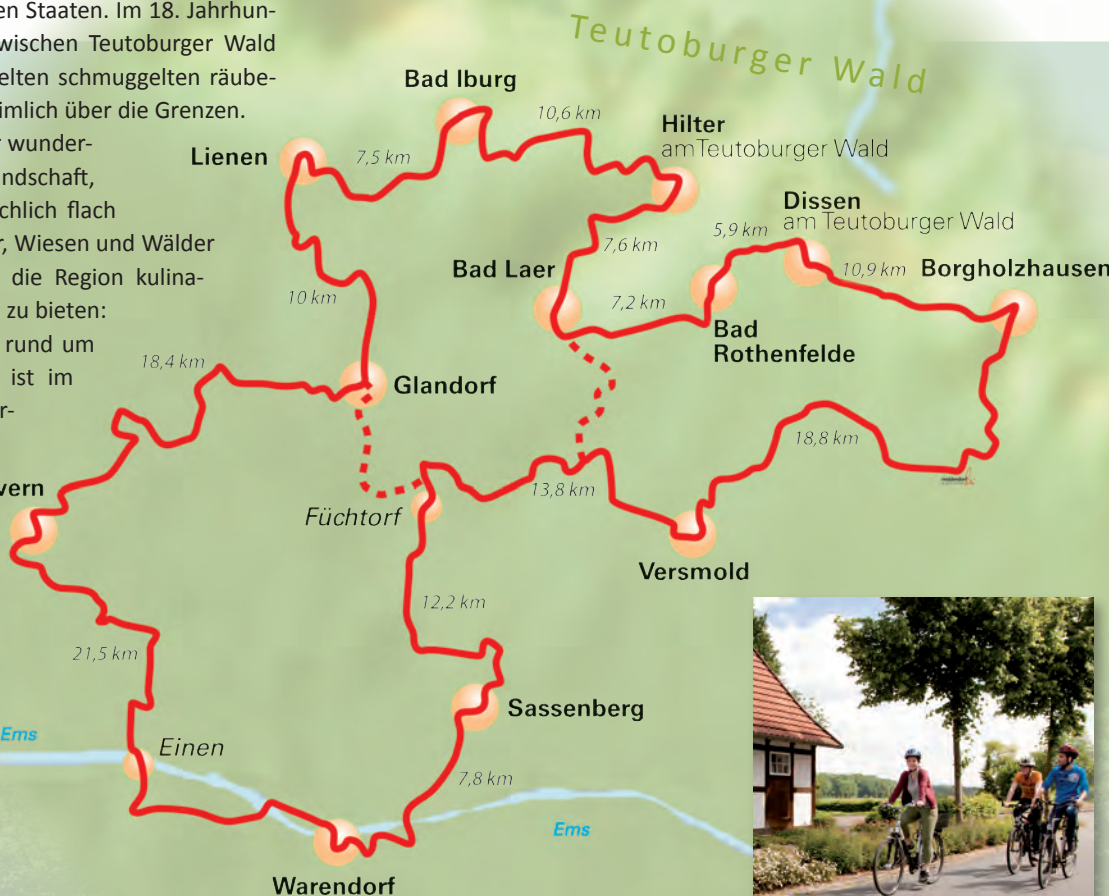 en Staaten. Im 18. Jahrhun-
wischen Teutoburger Wald
elten schmuggelten räube-
imlich über die Grenzen.
r wunder-
ndschaft,
chlich flach
r, Wiesen und Wälder
die Region kulina-
zu bieten:
rund um
ist im
r-
Teutoburger Wald
Bad Iburg
10,6 km
Hilter
am Teutoburger Wald
Lienen
7,5 km
Dissen
am Teutoburger Wald
5,9 km
7,6 km
Bad Laer
10,9 km
Borgholzhausen
10 km
7,2 km
Bad
Rothenfelde
18,4 km
Glandorf
18,8 km
vern
13,8 km
Füchtorf
Versmold
12,2 km
21,5 km
Sassenberg
Ems
Einen
7,8 km
Ems
Warendorf